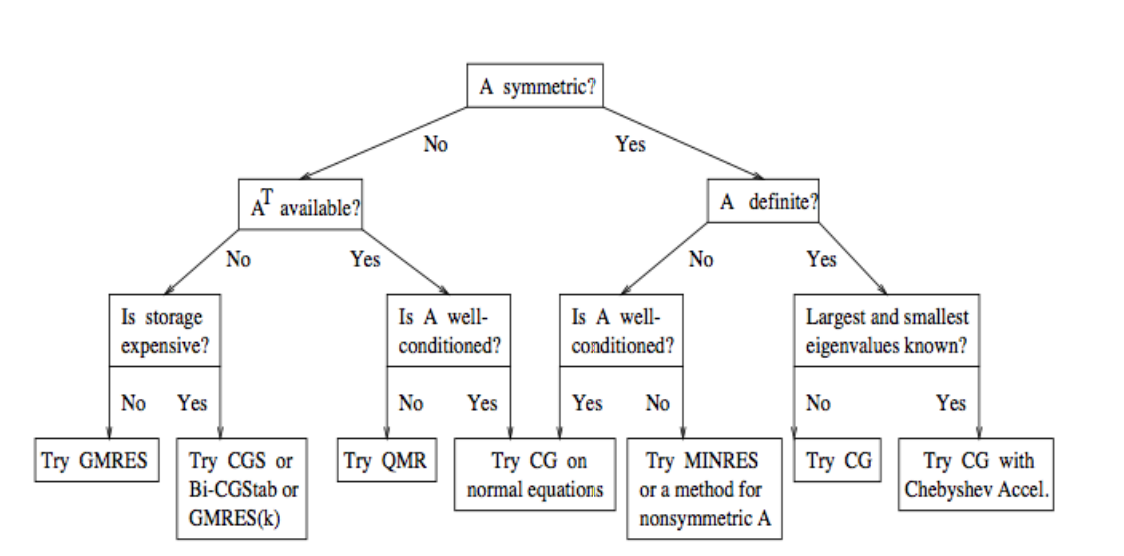 A symmetric?
No
Yes
A^T available?
A definite?
No
Yes
No
Yes
Is storage
expensive?
Is A well-
conditioned?
Is A well-
conditioned?
Largest and smallest
eigenvalues known?
No
Yes
No
Yes
Yes
No
No
Yes
Try GMRES
Try CGS or
Bi-CGStab or
GMRES(k)
Try QMR
Try CG on
normal equations
Try MINRES
or a method for
nonsymmetric A
Try CG
Try CG with
Chebyshev Accel.